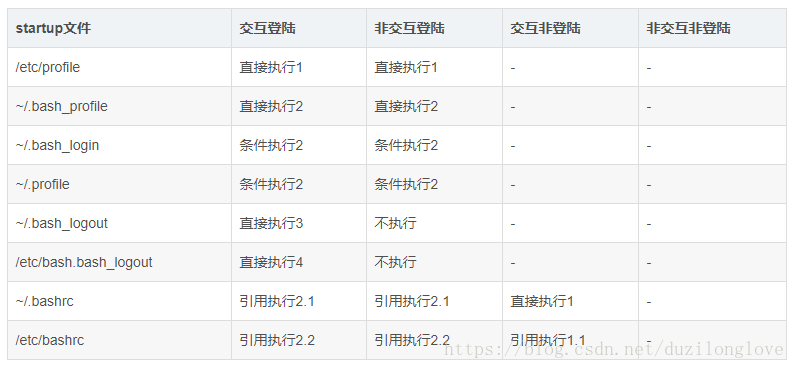 startup文件 交互登陆 非交互登陆 交互非登陆 非交互非登陆
/etc/profile 直接执行1 直接执行1 - -
~/.bash_profile 直接执行2 直接执行2 - -
~/.bash_login 条件执行2 条件执行2 - -
~/.profile 条件执行2 条件执行2 - -
~/.bash_logout 直接执行3 不执行 - -
/etc/bash.bash_logout 直接执行4 不执行 - -
~/.bashrc 引用执行2.1 引用执行2.1 直接执行1 -
/etc/bashrc 引用执行2.2 引用执行2.2 引用执行1.1 -
https://blog.csdn.net/duzilonglove